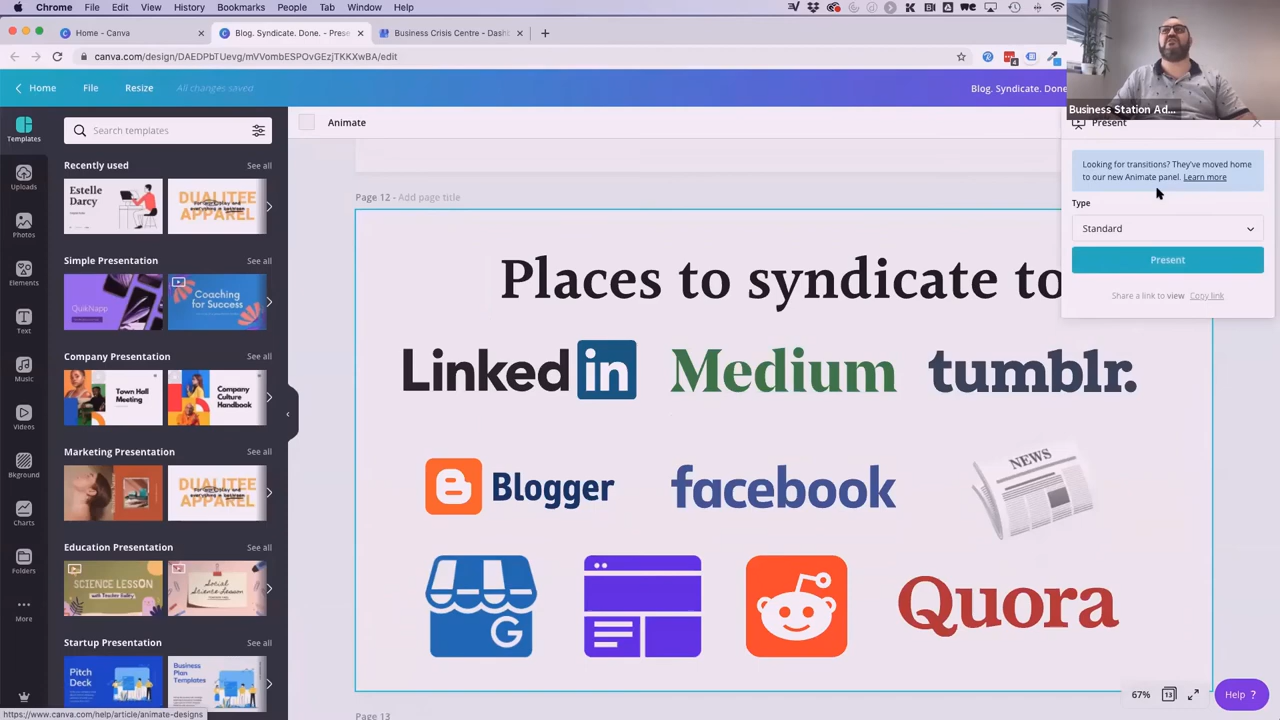 Chrome File Edit View History Bookmarks People Tab Window Help
Home - Canva
Blog. Syndicate. Done. - Prese
Business Crisis Centre - Dash
canva.com/design/DAEDPbTUevg/mVVombESPOvGEzjTKKXwBA/edit
Home File Resize All changes saved
Blog. Syndicate. Done.
Business Station Ad...
Templates
Uploads
Photos
Elements
Text
Music
Videos
Bkground
Charts
Folders
More
Search templates
Recently used See all
Estelle Darcy
DUALITEE APPAREL
Simple Presentation See all
QuikNapp
Coaching for Success
Company Presentation See all
Town Hall Meeting
Company Culture Handbook
Marketing Presentation See all
DUALITEE APPAREL
Education Presentation See all
SCIENCE LESSON
Social Science Lesson
Startup Presentation See all
Pitch Deck
Business Plan Templates
Animate
Page 12 - Add page title
Places to syndicate to
LinkedIn Medium tumblr.
Blogger facebook NEWS
G Quora
Page 13
Present
Looking for transitions? They've moved home
to our new Animate panel. Learn more
Type
Standard
Present
Share a link to view Copy link
67% 13 Help ?
https://www.canva.com/help/article/animate-designs